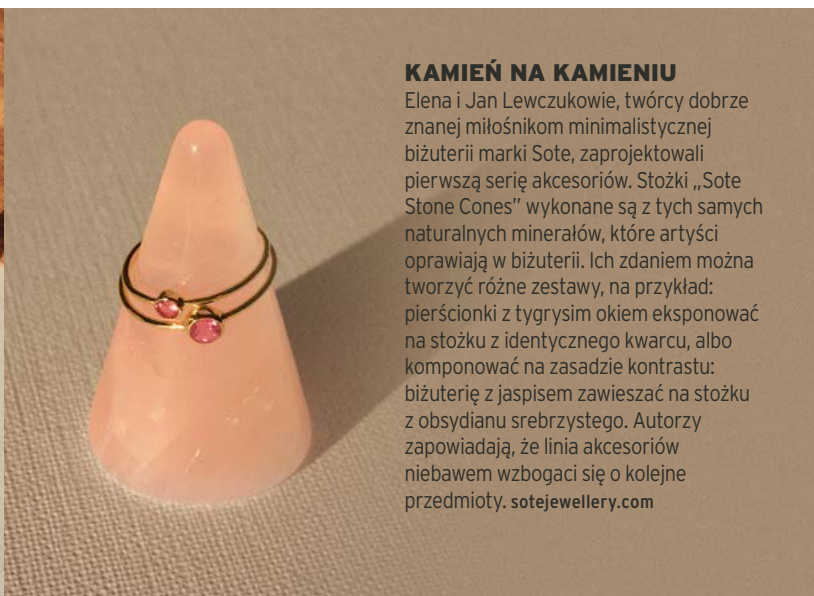 KAMIEŃ NA KAMIENIU
Elena i Jan Lewczukowie, twórcy dobrze
znanej miłośnikom minimalistycznej
biżuterii marki Sote, zaprojektowali
pierwszą serię akcesoriów. Stożki „Sote
Stone Cones” wykonane są z tych samych
naturalnych minerałów, które artyści
oprawiają w biżuterii. Ich zdaniem można
tworzyć różne zestawy, na przykład:
pierścionki z tygrysim okiem eksponować
na stożku z identycznego kwarcu, albo
komponować na zasadzie kontrastu:
biżuterię z jaspisem zawieszać na stożku
z obsydianu srebrzystego. Autorzy
zapowiadają, że linia akcesoriów
niebawem wzbogaci się o kolejne
przedmioty. sotejewellery.com